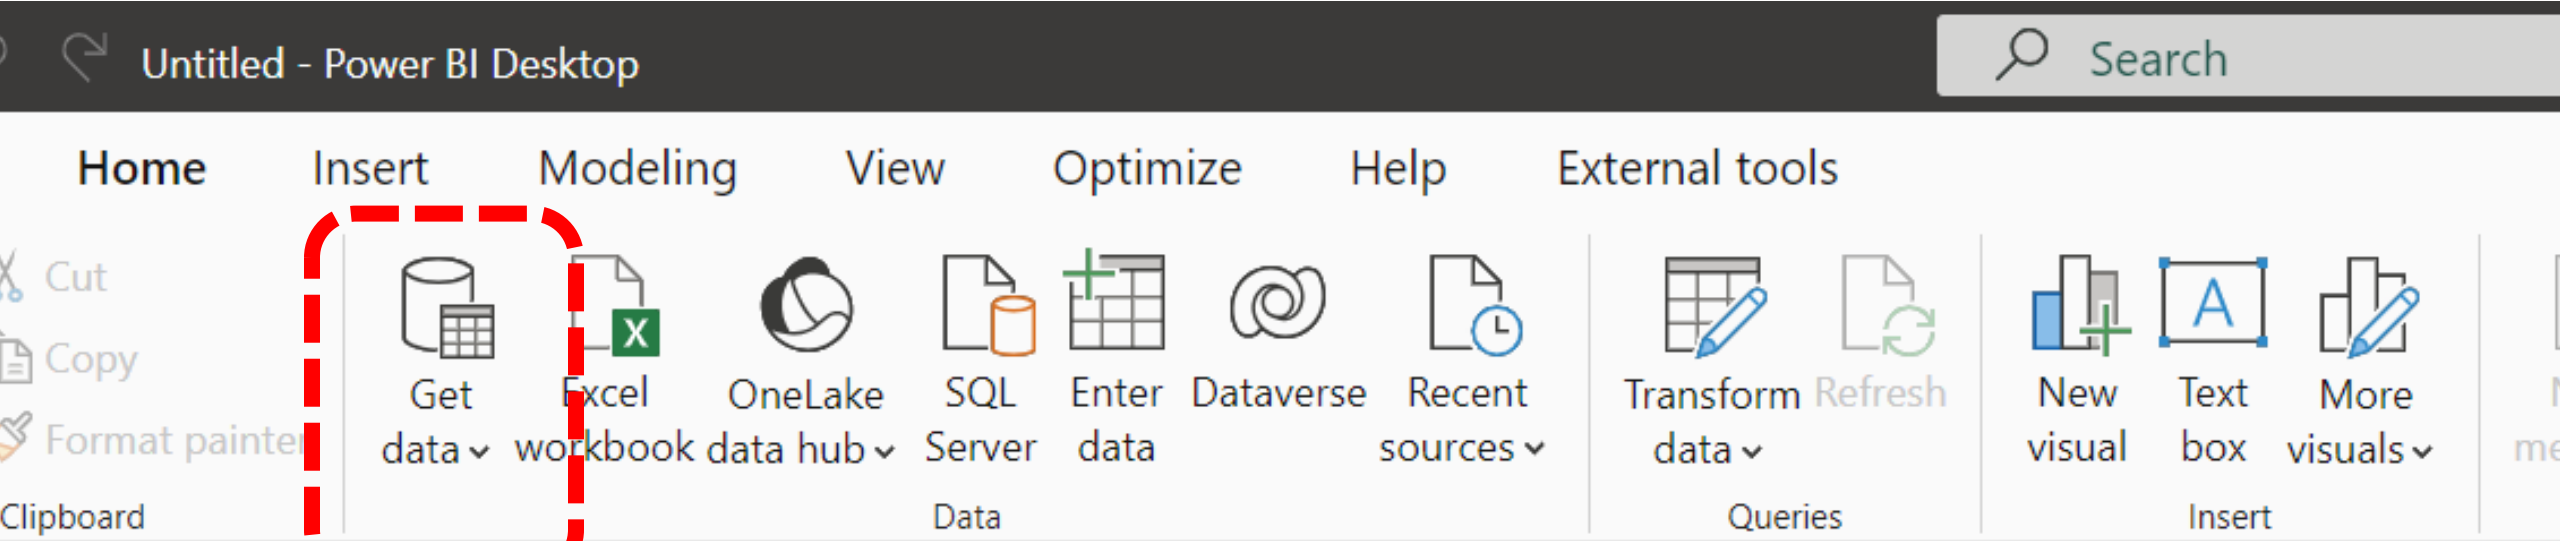 Untitled - Power BI Desktop
Search
Home Insert Modeling View Optimize Help External tools
Cut
Copy
Format painter
Clipboard
Get
data
Excel
workbook
OneLake
data hub
SQL
Server
Enter
data
Dataverse
Recent
sources
Data
Transform
data
Refresh
Queries
New
visual
Text
box
More
visuals
Insert